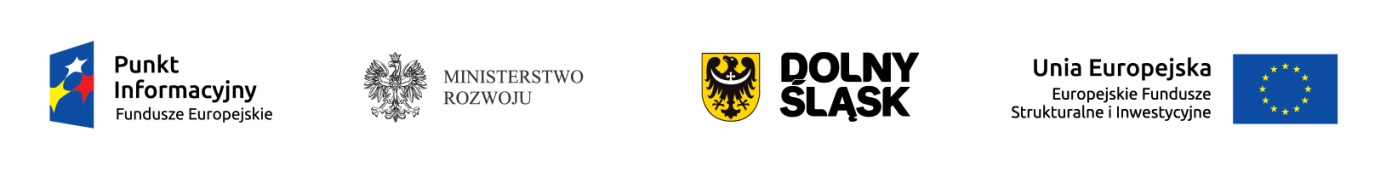 Punkt
Informacyjny
Fundusze Europejskie
MINISTERSTWO
ROZWOJU
DOLNY
ŚLĄSK
Unia Europejska
Europejskie Fundusze
Strukturalne i Inwestycyjne